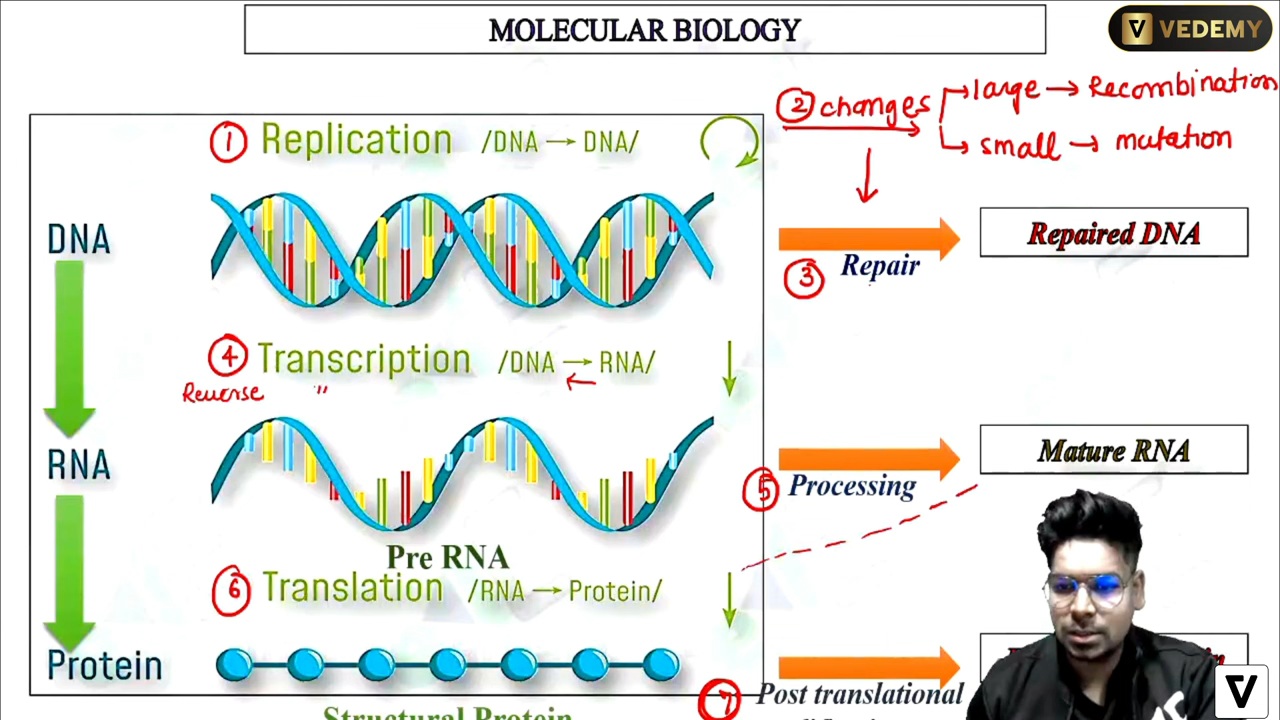 MOLECULAR BIOLOGY
VEDEMY
② changes
large → Recombination
small → mutation
① Replication /DNA → DNA/
DNA
Repaired DNA
③ Repair
④ Transcription /DNA → RNA/
←
Reverse "
RNA
Mature RNA
⑤ Processing
Pre RNA
⑥ Translation /RNA → Protein/
Protein
⑦ Post translational
Structural Protein